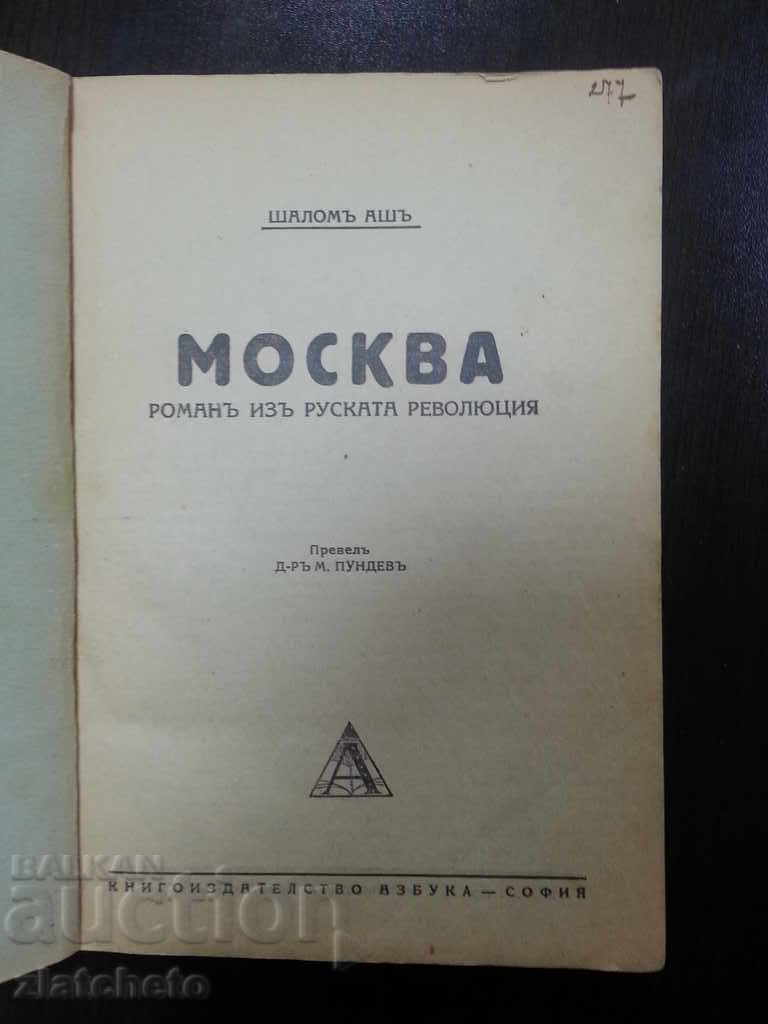 277
ШАЛОМЪ АШЪ
МОСКВА
РОМАНЪ ИЗЪ РУСКАТА РЕВОЛЮЦИЯ
Превелъ
Д-РЪ М. ПУНДЕВЪ
А
КНИГОИЗДАТЕЛСТВО АЗБУКА — СОФИЯ
BALKAN
auction
zlatcheto